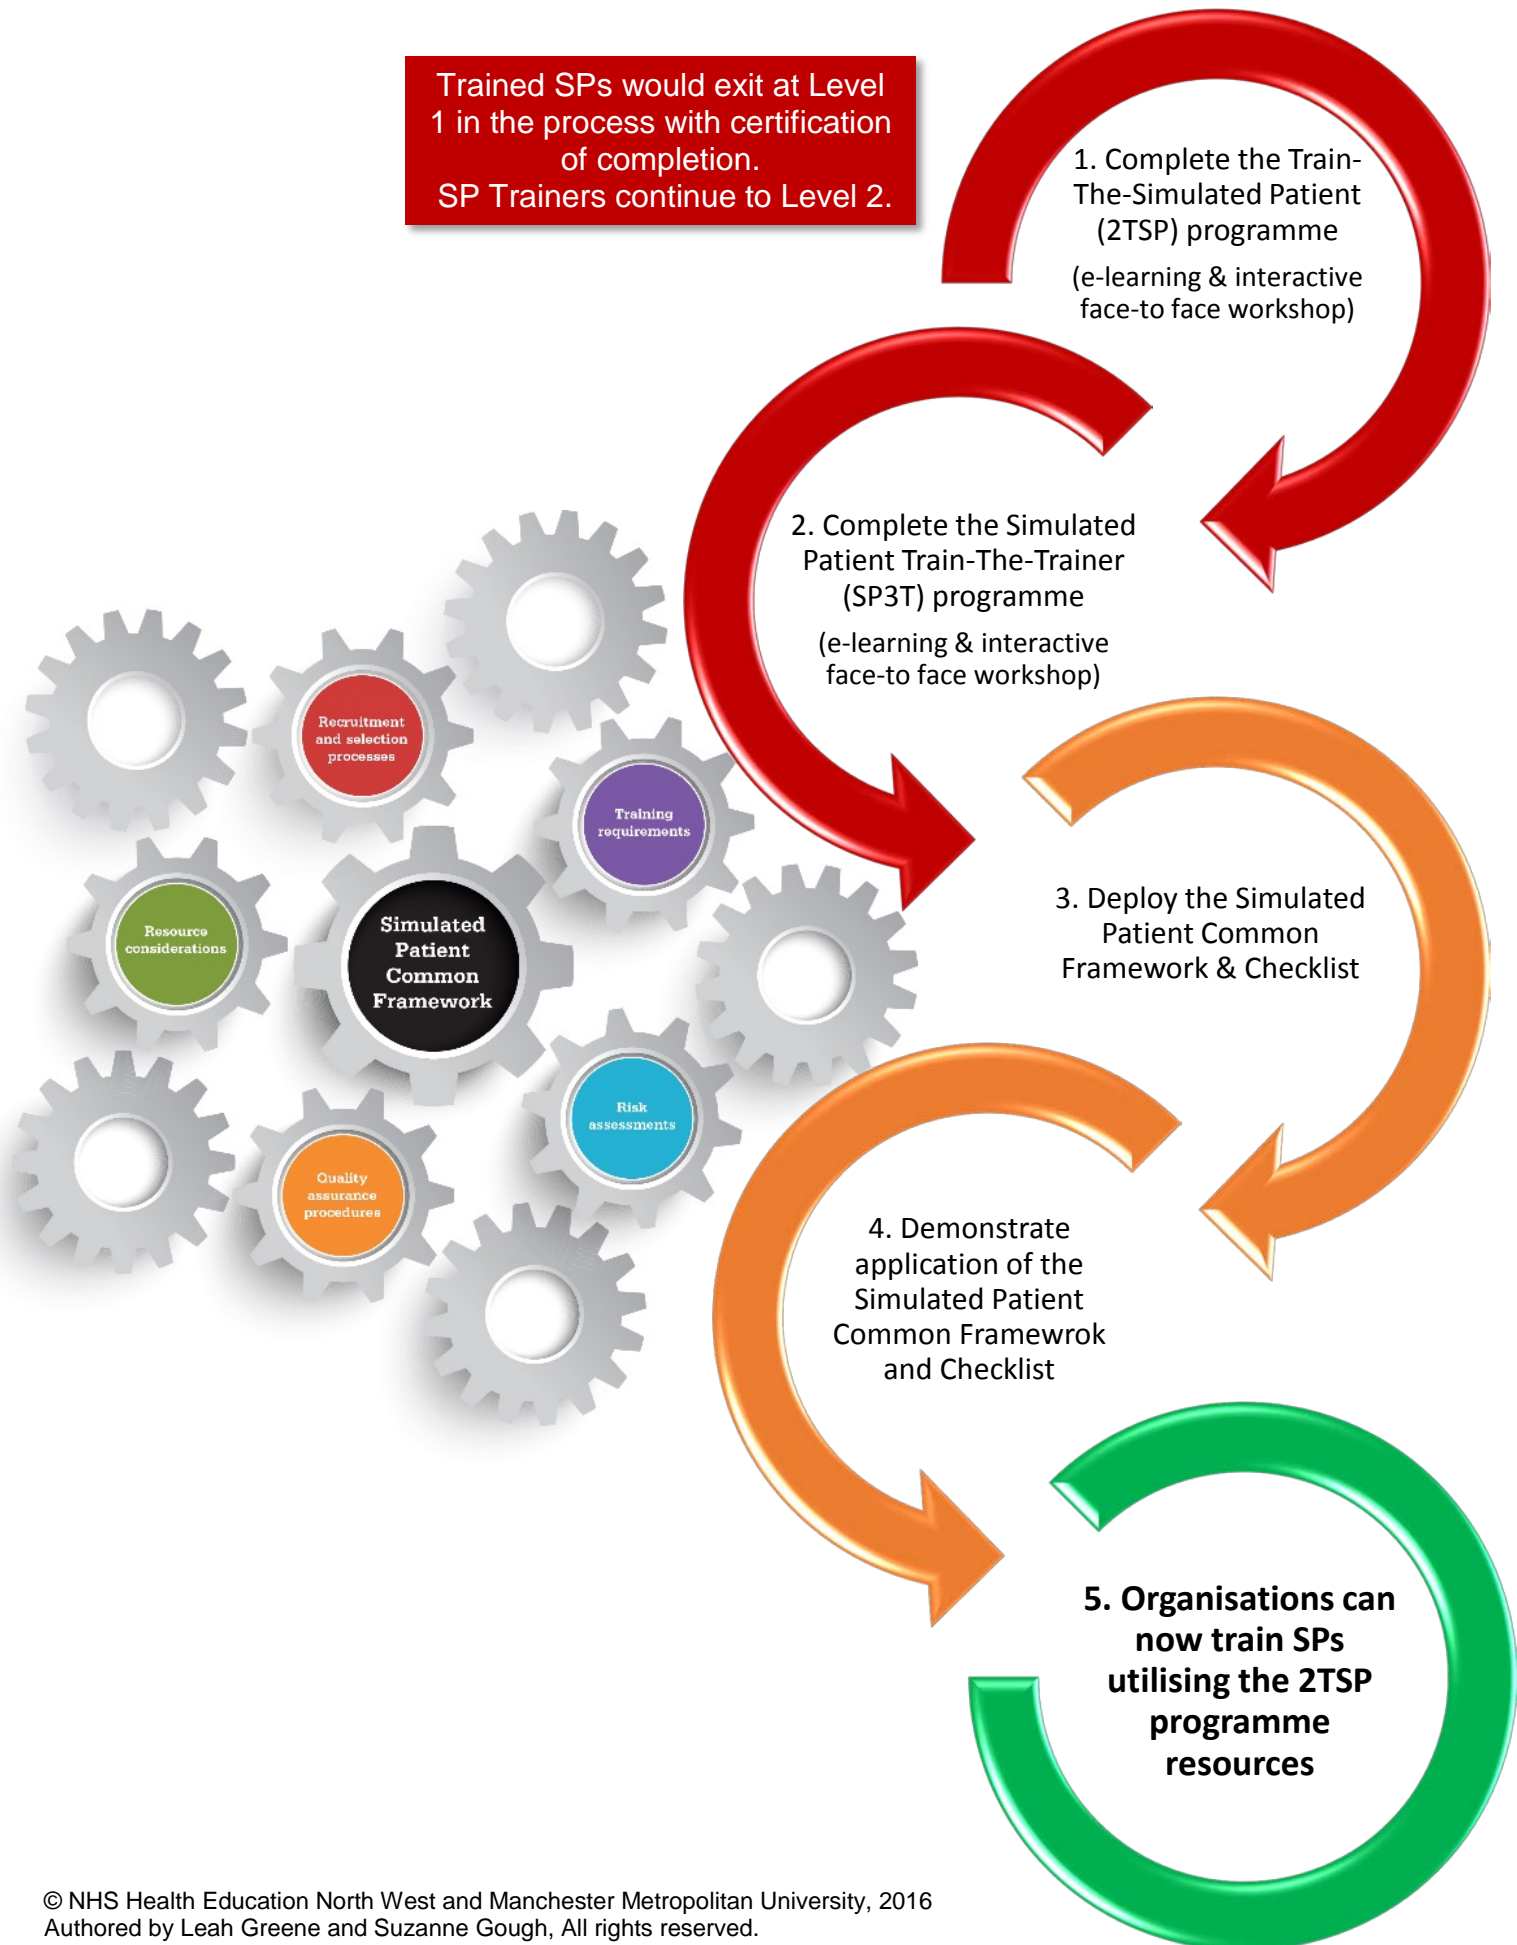 Trained SPs would exit at Level
1 in the process with certification
of completion.
SP Trainers continue to Level 2.
1. Complete the Train-
The-Simulated Patient
(2TSP) programme
(e-learning & interactive
face-to face workshop)
2. Complete the Simulated
Patient Train-The-Trainer
(SP3T) programme
(e-learning & interactive
face-to face workshop)
Recruitment
and selection
processes
Training
requirements
Resource
considerations
Simulated
Patient
Common
Framework
Risk
assessments
Quality
assurance
procedures
3. Deploy the Simulated
Patient Common
Framework & Checklist
4. Demonstrate
application of the
Simulated Patient
Common Framewrok
and Checklist
5. Organisations can
now train SPs
utilising the 2TSP
programme
resources
© NHS Health Education North West and Manchester Metropolitan University, 2016
Authored by Leah Greene and Suzanne Gough, All rights reserved.